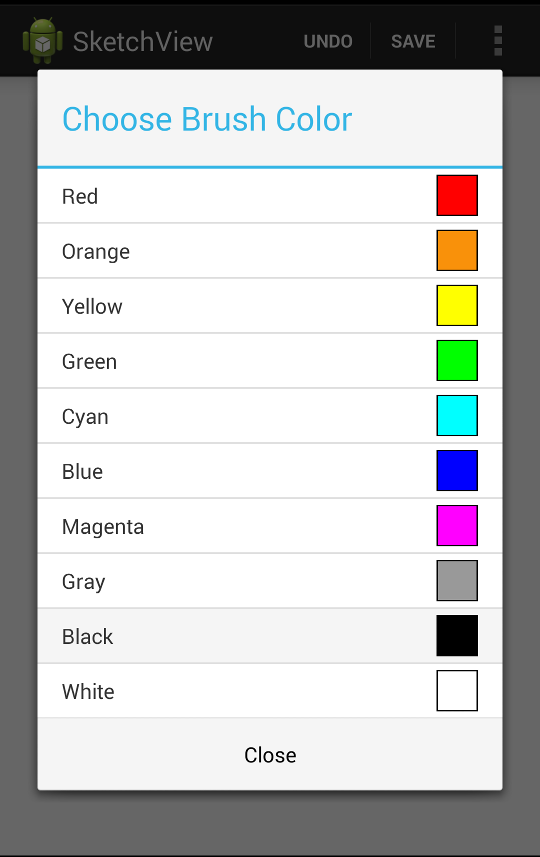 SketchView UNDO SAVE
Choose Brush Color
Red
Orange
Yellow
Green
Cyan
Blue
Magenta
Gray
Black
White
Close